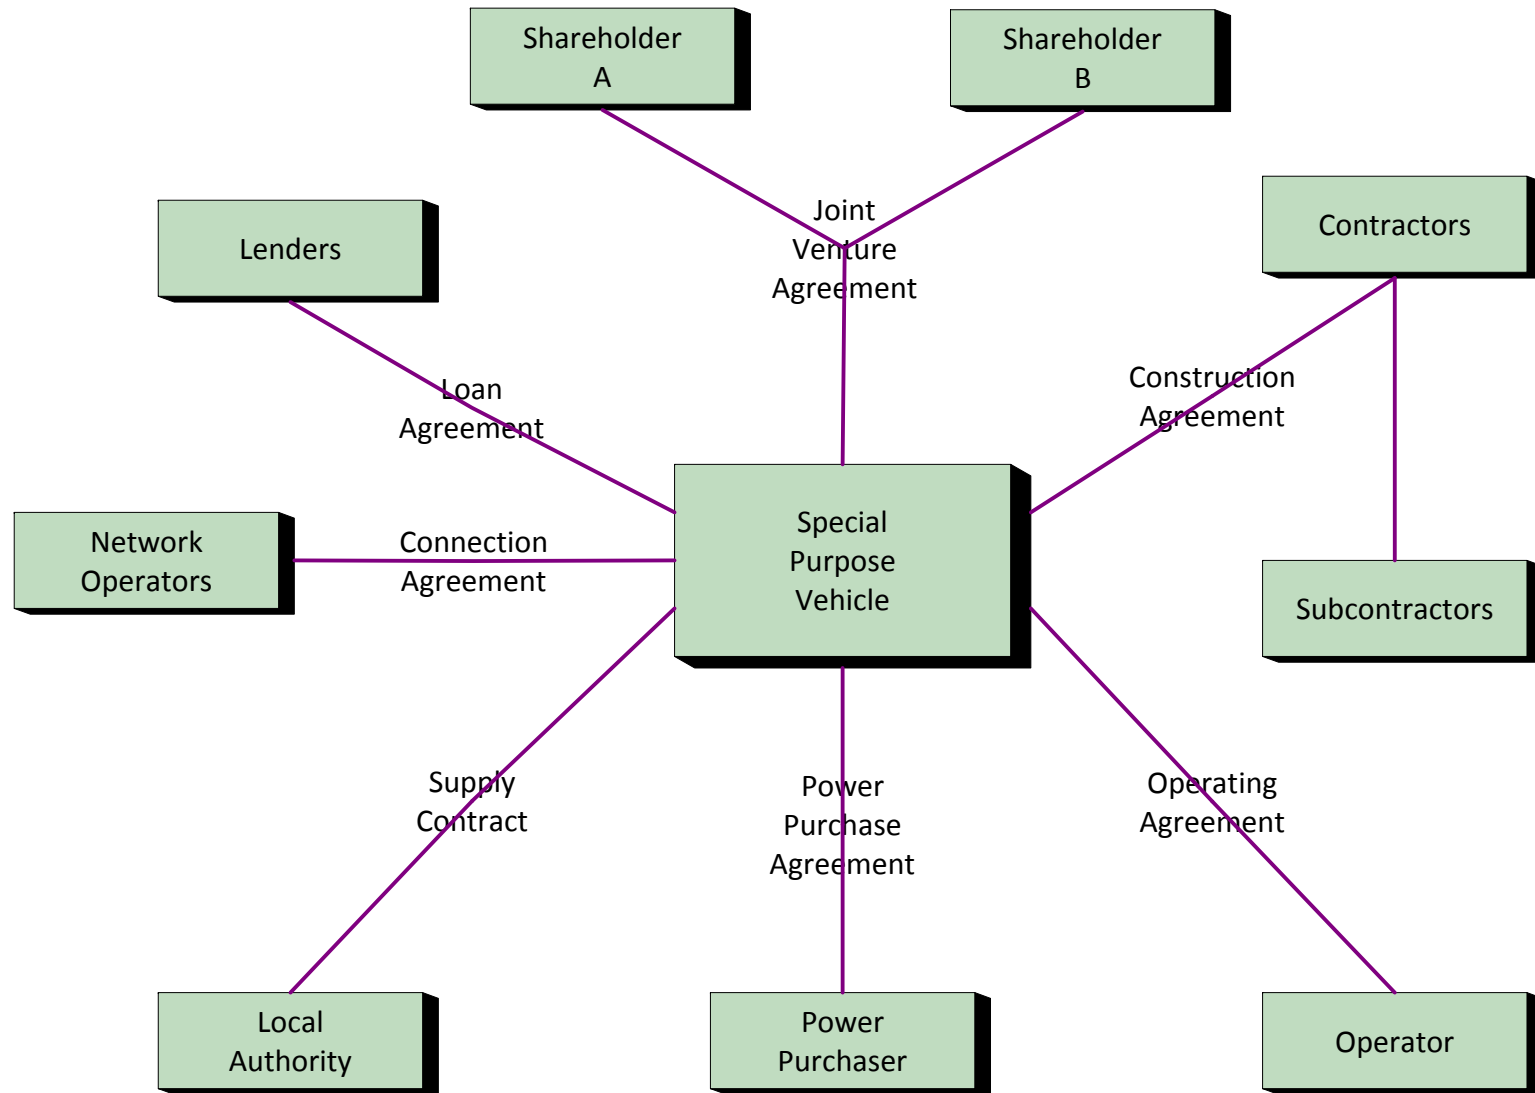 Shareholder
A
Shareholder
B
Lenders
Joint
Venture
Agreement
Contractors
Loan
Agreement
Construction
Agreement
Network
Operators
Connection
Agreement
Special
Purpose
Vehicle
Subcontractors
Supply
Contract
Power
Purchase
Agreement
Operating
Agreement
Local
Authority
Power
Purchaser
Operator